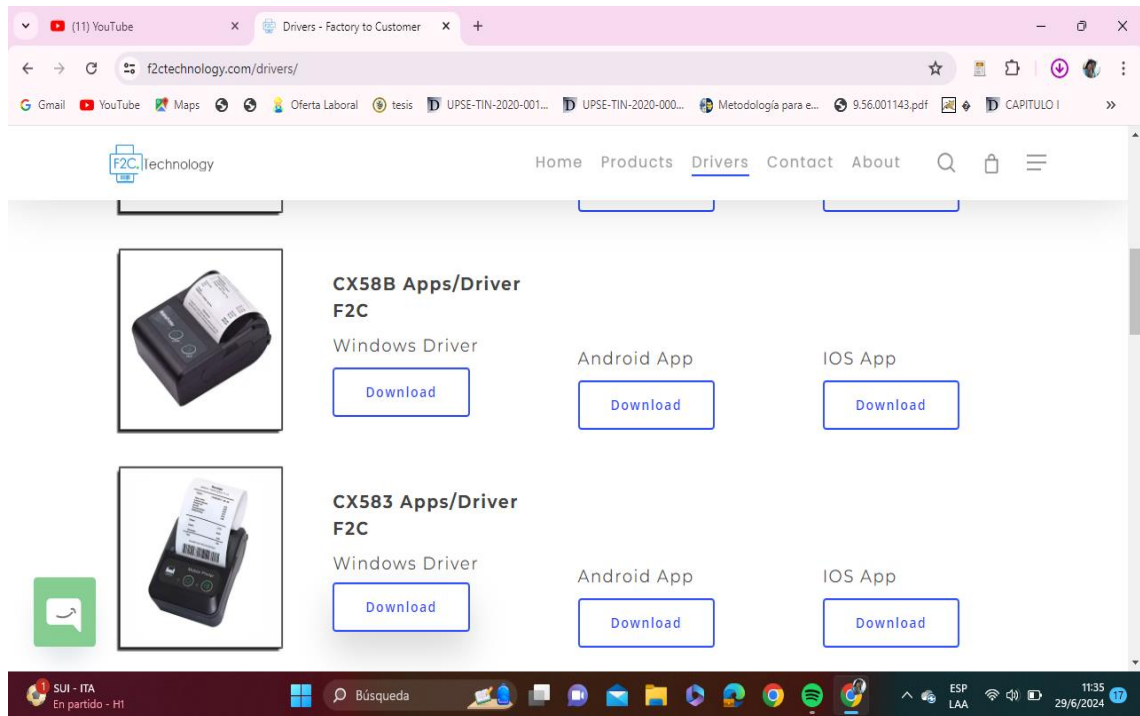 (11) YouTube
Drivers - Factory to Customer
f2ctechnology.com/drivers/
Gmail YouTube Maps Oferta Laboral tesis UPSE-TIN-2020-001... UPSE-TIN-2020-000... Metodología para e... 9.56.001143.pdf CAPITULO I »
F2C. Technology
Home Products Drivers Contact About
CX58B Apps/Driver
F2C
Windows Driver
Android App
IOS App
Download
Download
Download
CX583 Apps/Driver
F2C
Windows Driver
Android App
IOS App
Download
Download
Download
1
SUI - ITA
En partido - H1
Búsqueda
ESP
LAA
11:35
29/6/2024
17